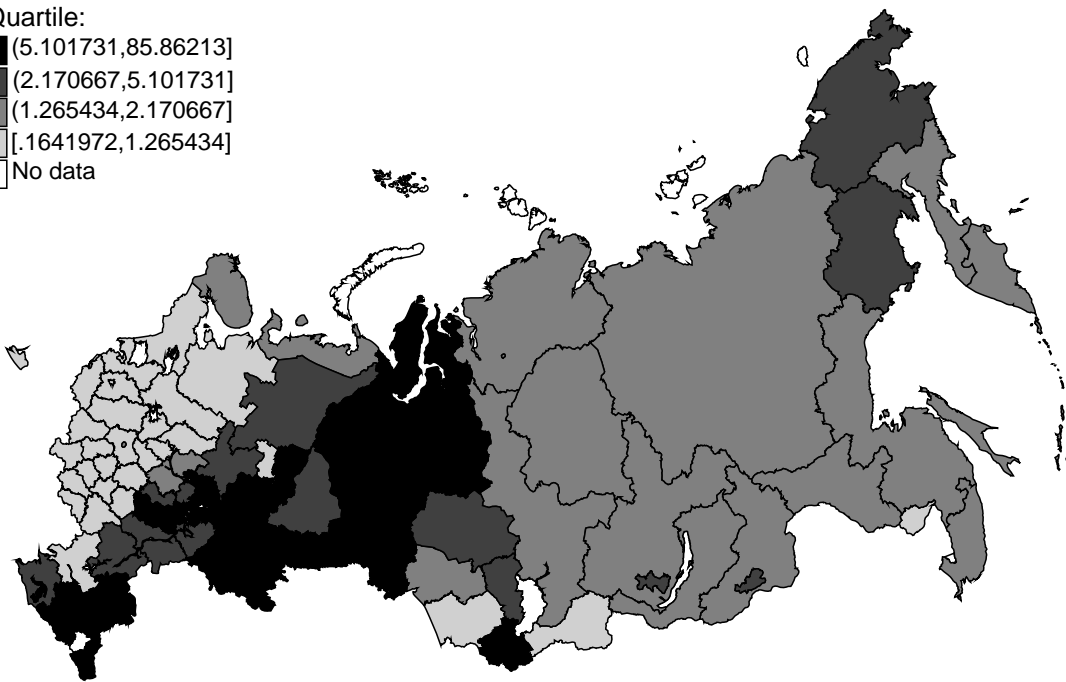 Quartile:
(5.101731,85.86213]
(2.170667,5.101731]
(1.265434,2.170667]
[.1641972,1.265434]
No data